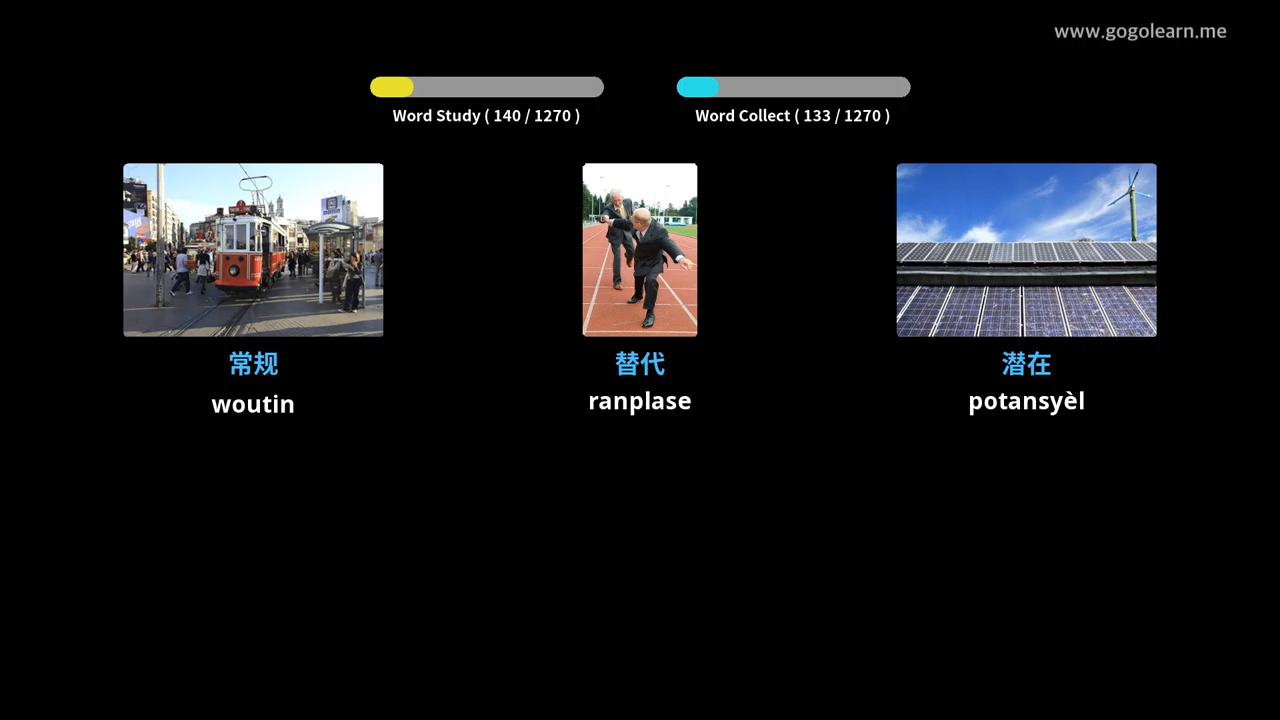 www.gogolearn.me
Word Study ( 140 / 1270 )
Word Collect ( 133 / 1270 )
常规
替代
潜在
woutin
ranplase
potansyèl